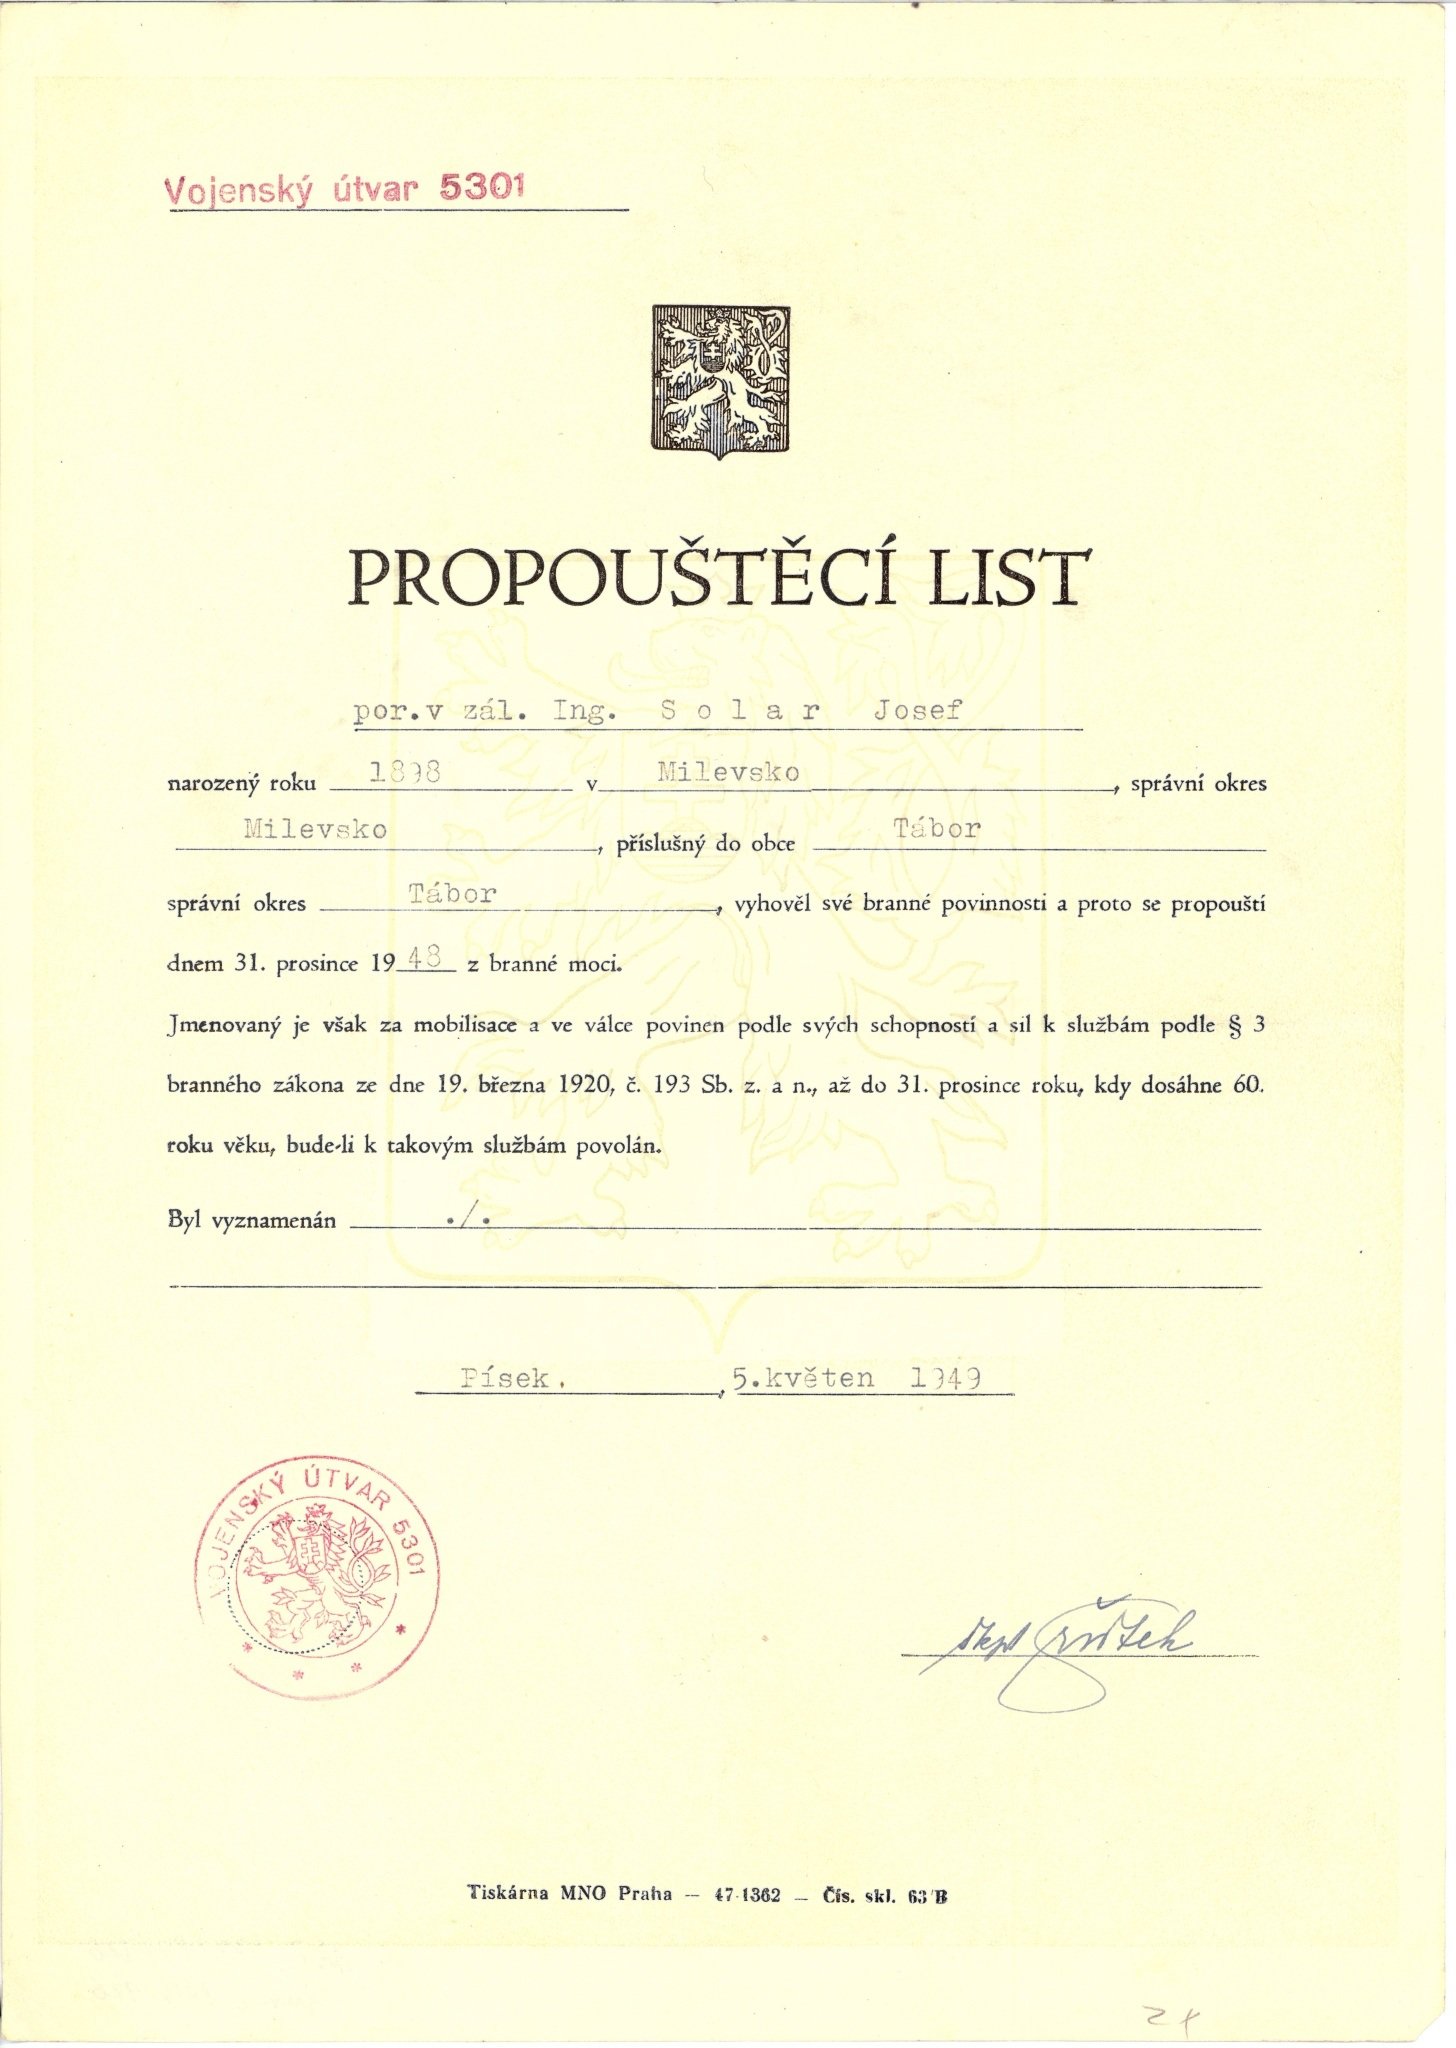 Vojenský útvar 5301
PROPOUŠTĚCÍ LIST
por.v zál. Ing. S o l a r Josef
narozený roku 1898 v Milevsko, správní okres
Milevsko, příslušný do obce Tábor
správní okres Tábor, vyhověl své branné povinnosti a proto se propouští
dnem 31. prosince 1948 z branné moci.
Jmenovaný je však za mobilisace a ve válce povinen podle svých schopností a sil k službám podle § 3
branného zákona ze dne 19. března 1920, č. 193 Sb. z. a n., až do 31. prosince roku, kdy dosáhne 60.
roku věku, bude-li k takovým službám povolán.
Byl vyznamenán ./.
Písek. , 5.květen 1949
VOJENSKÝ ÚTVAR 5301
škpt
Tiskárna MNO Praha — 47-1362 — Čís. skl. 63/B